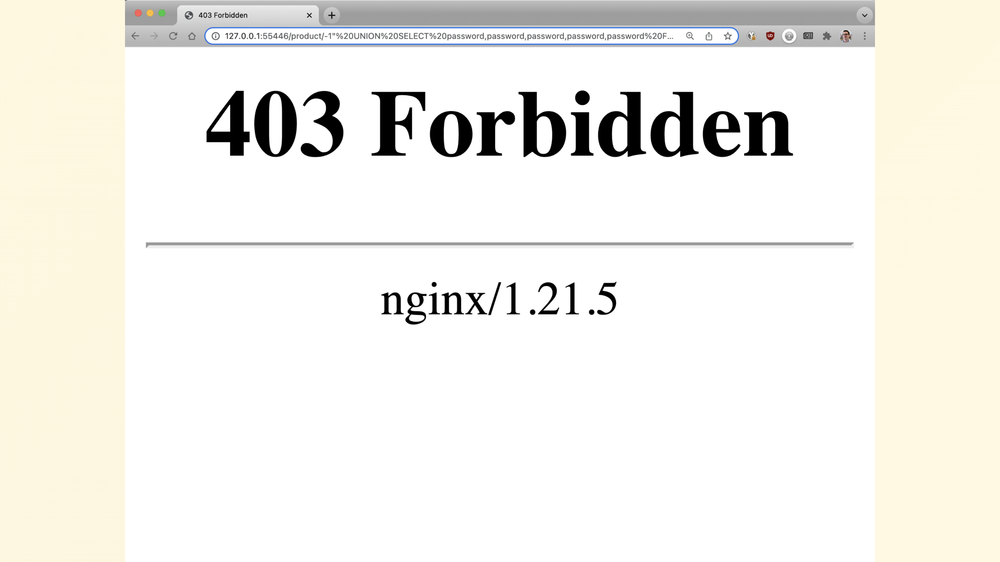 403 Forbidden
127.0.0.1:55446/product/-1"%20UNION%20SELECT%20password,password,password,password,password%20F...
403 Forbidden
nginx/1.21.5